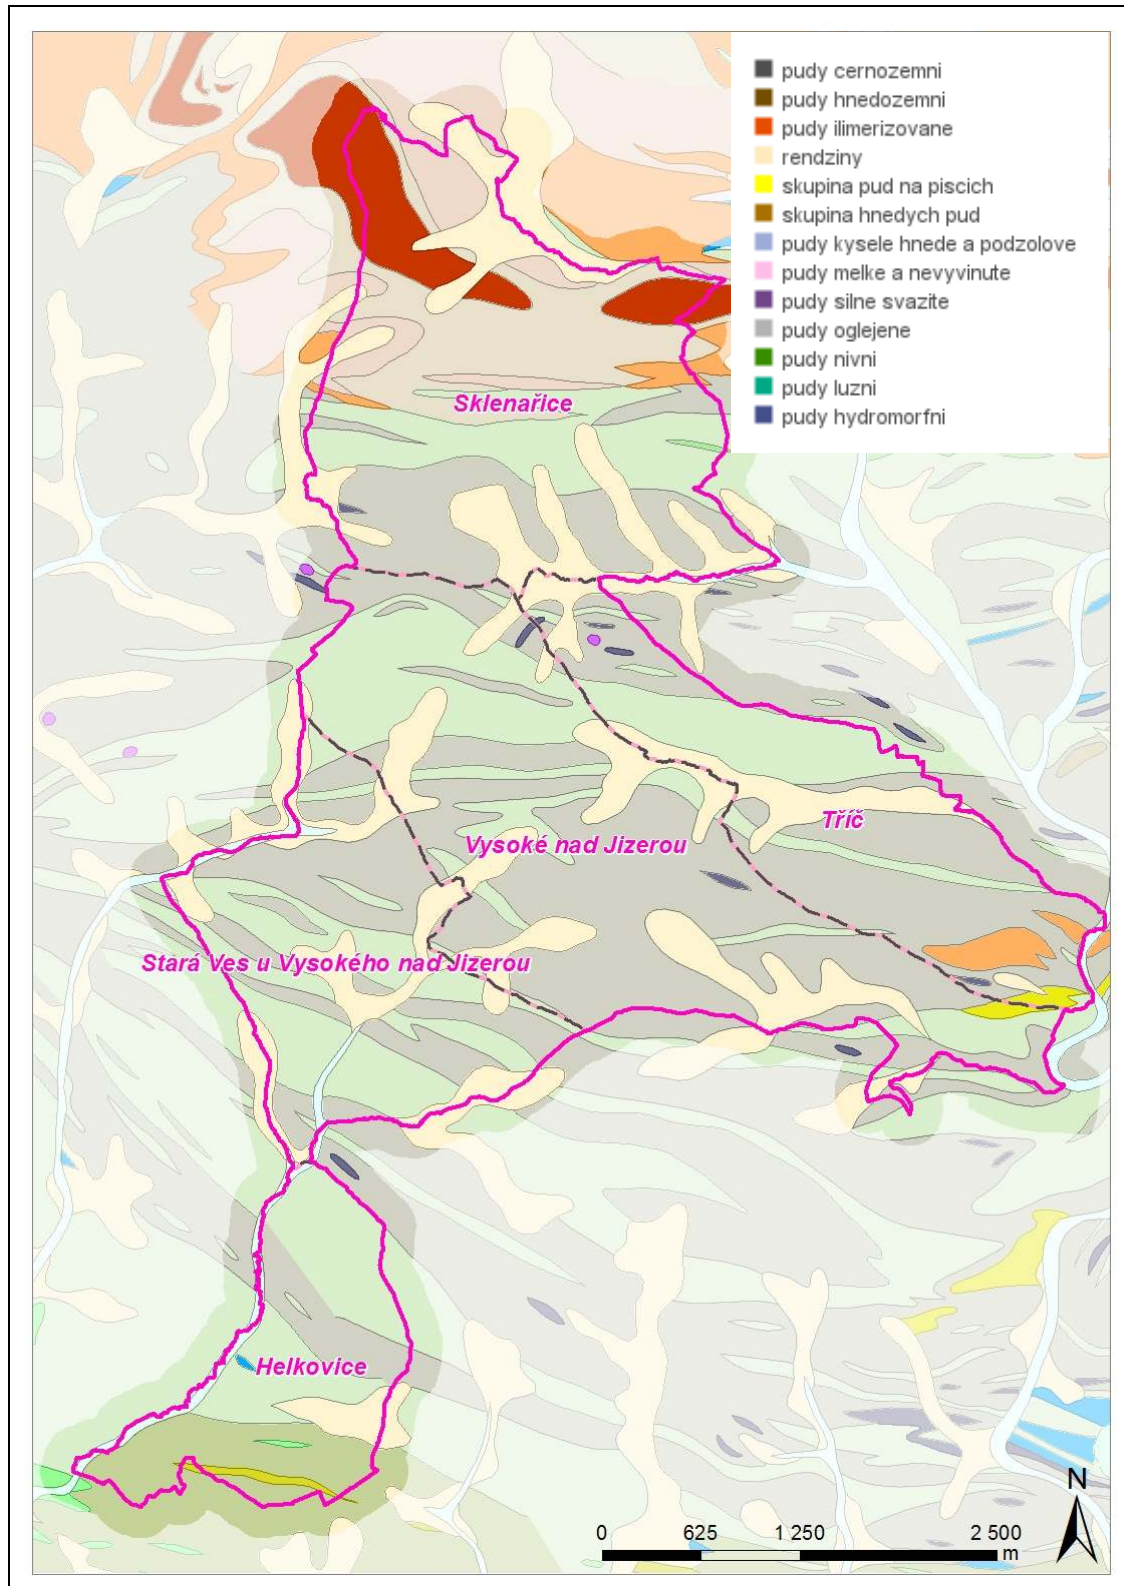 pudy cernozemni
pudy hnedozemni
pudy ilimerizovane
rendziny
skupina pud na piscich
skupina hnedych pud
pudy kysele hnede a podzolove
pudy melke a nevyvinute
pudy silne svazite
pudy oglejene
pudy nivni
pudy luzni
pudy hydromorfni
Sklenařice
Tříč
Vysoké nad Jizerou
Stará Ves u Vysokého nad Jizerou
Helkovice
N
0 625 1 250 2 500
m